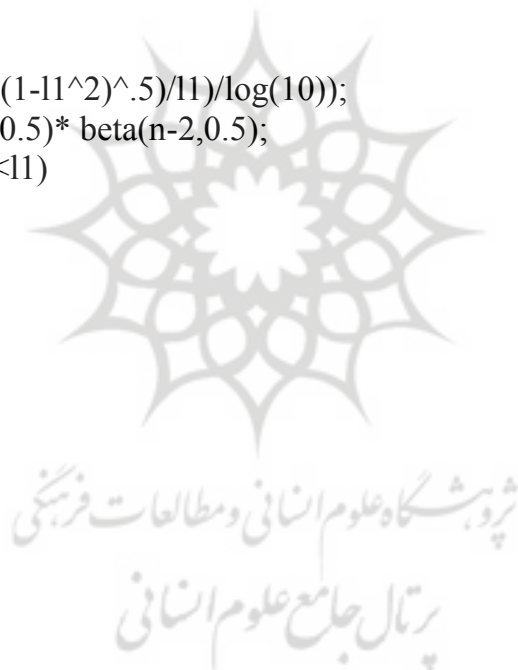 (1-l1^2)^.5)/l1)/log(10));
0.5)* beta(n-2,0.5);
<l1)
پژوهشگاه علوم انسانی و مطالعات فرهنگی
پرتال جامع علوم انسانی